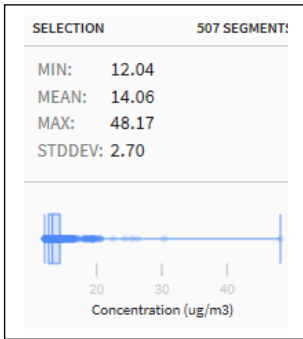 SELECTION 507 SEGMENTS
MIN: 12.04
MEAN: 14.06
MAX: 48.17
STDDEV: 2.70
20 30 40
Concentration (ug/m3)